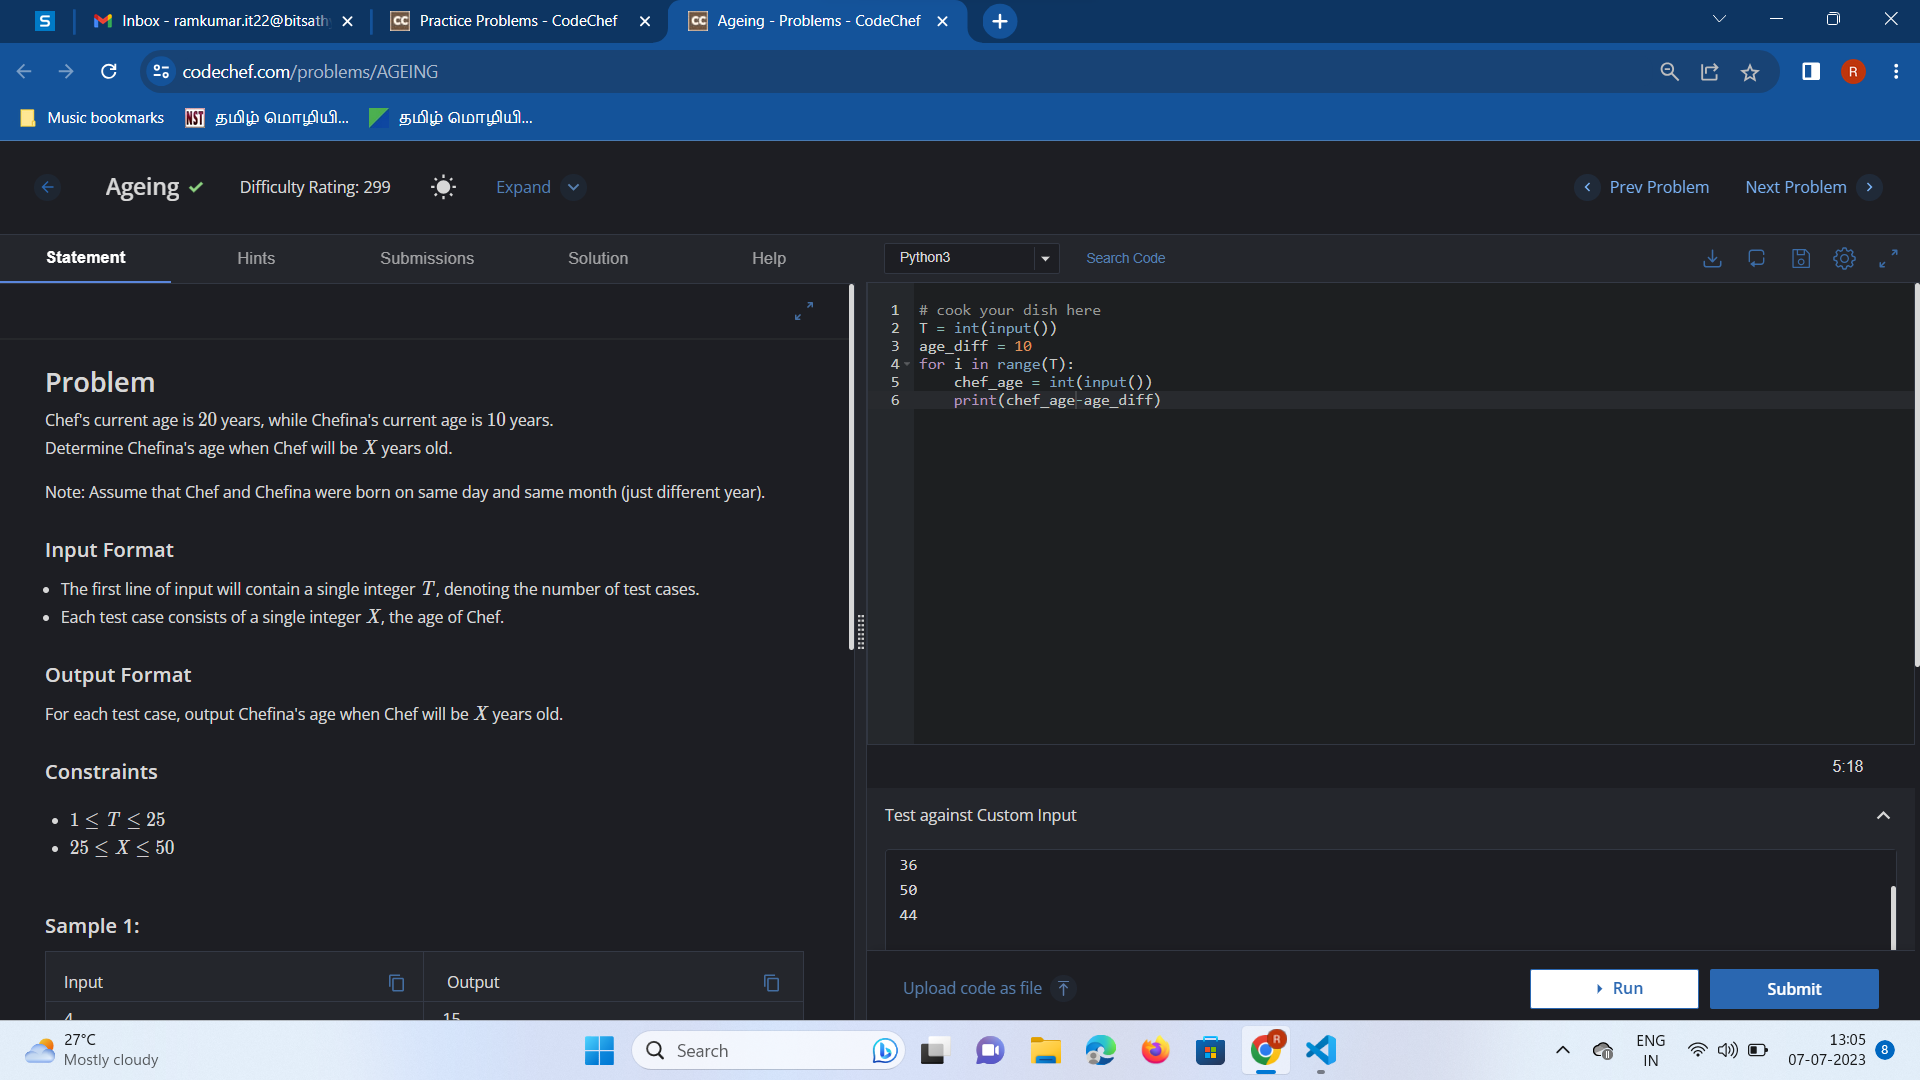 S
Inbox - ramkumar.it22@bitsath
CC Practice Problems - CodeChef
CC Ageing - Problems - CodeChef
codechef.com/problems/AGEING
R
Music bookmarks
NST தமிழ் மொழியி...
தமிழ் மொழியி...
Ageing
Difficulty Rating: 299
Expand
Prev Problem
Next Problem
Statement
Hints
Submissions
Solution
Help
Problem
Chef's current age is 20 years, while Chefina's current age is 10 years.
Determine Chefina's age when Chef will be X years old.
Note: Assume that Chef and Chefina were born on same day and same month (just different year).
Input Format
• The first line of input will contain a single integer T, denoting the number of test cases.
• Each test case consists of a single integer X, the age of Chef.
Output Format
For each test case, output Chefina's age when Chef will be X years old.
Constraints
• 1 ≤ T ≤ 25
• 25 ≤ X ≤ 50
Sample 1:
Input
Output
4
15
Python3
Search Code
1 # cook your dish here
2 T = int(input())
3 age_diff = 10
4 for i in range(T):
5     chef_age = int(input())
6     print(chef_age-age_diff)
5:18
Test against Custom Input
36
50
44
Upload code as file
Run
Submit
27°C
Mostly cloudy
Search
R
ENG
IN
13:05
07-07-2023
8